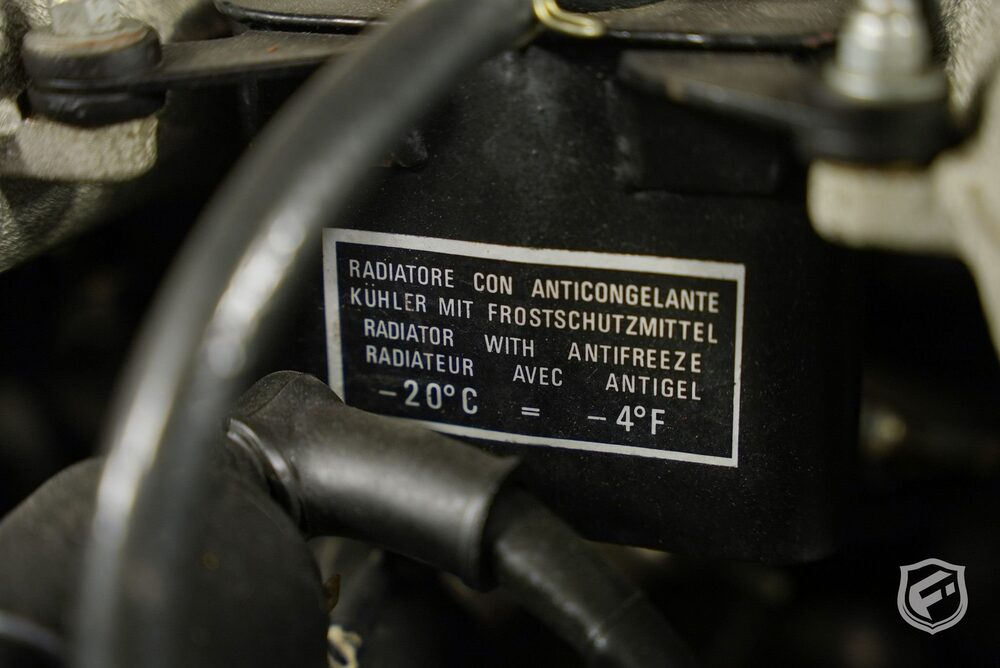 RADIATORE CON ANTICONGELANTE
KÜHLER MIT FROSTSCHUTZMITTEL
RADIATOR WITH ANTIFREEZE
RADIATEUR AVEC ANTIGEL
-20°C = -4°F